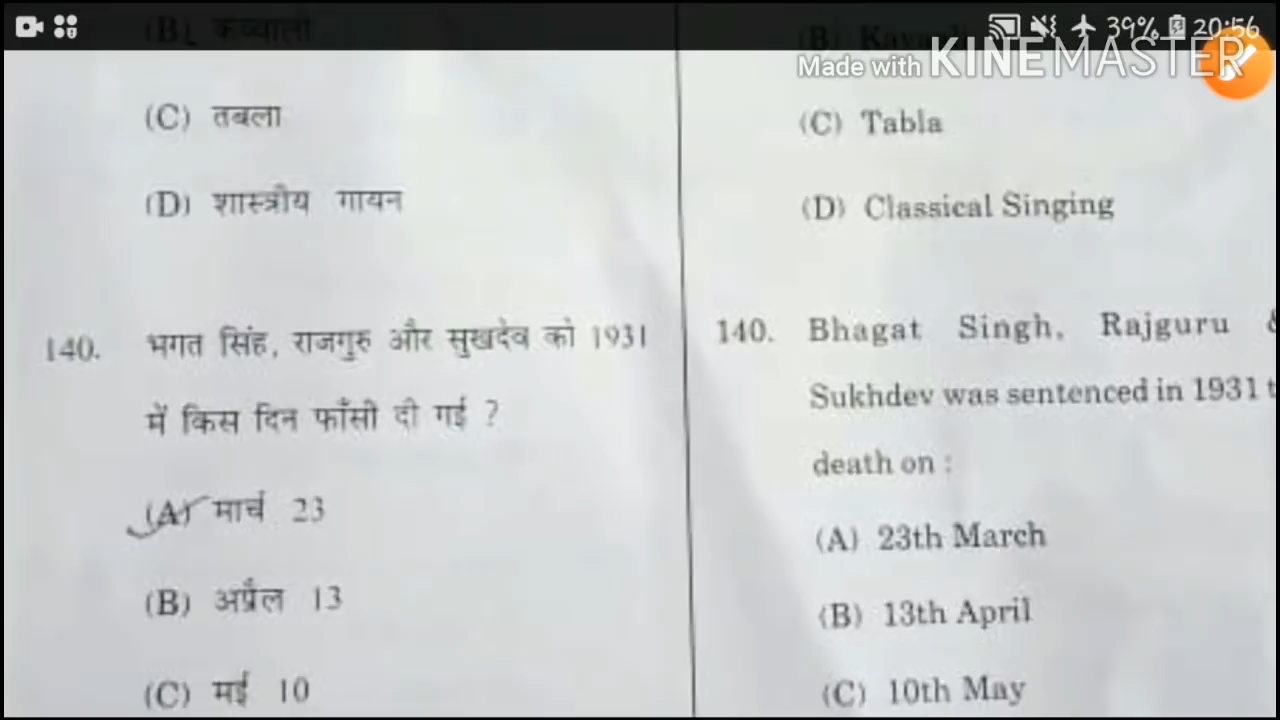 39% 20:56
Made with KINEMASTER
(B) कव्वाली
(C) तबला
(D) शास्त्रीय गायन
140. भगत सिंह, राजगुरु और सुखदेव को 1931
में किस दिन फाँसी दी गई ?
(A) मार्च 23
(B) अप्रैल 13
(C) मई 10
(B)
(C) Tabla
(D) Classical Singing
140. Bhagat Singh, Rajguru &
Sukhdev was sentenced in 1931 t
death on :
(A) 23th March
(B) 13th April
(C) 10th May